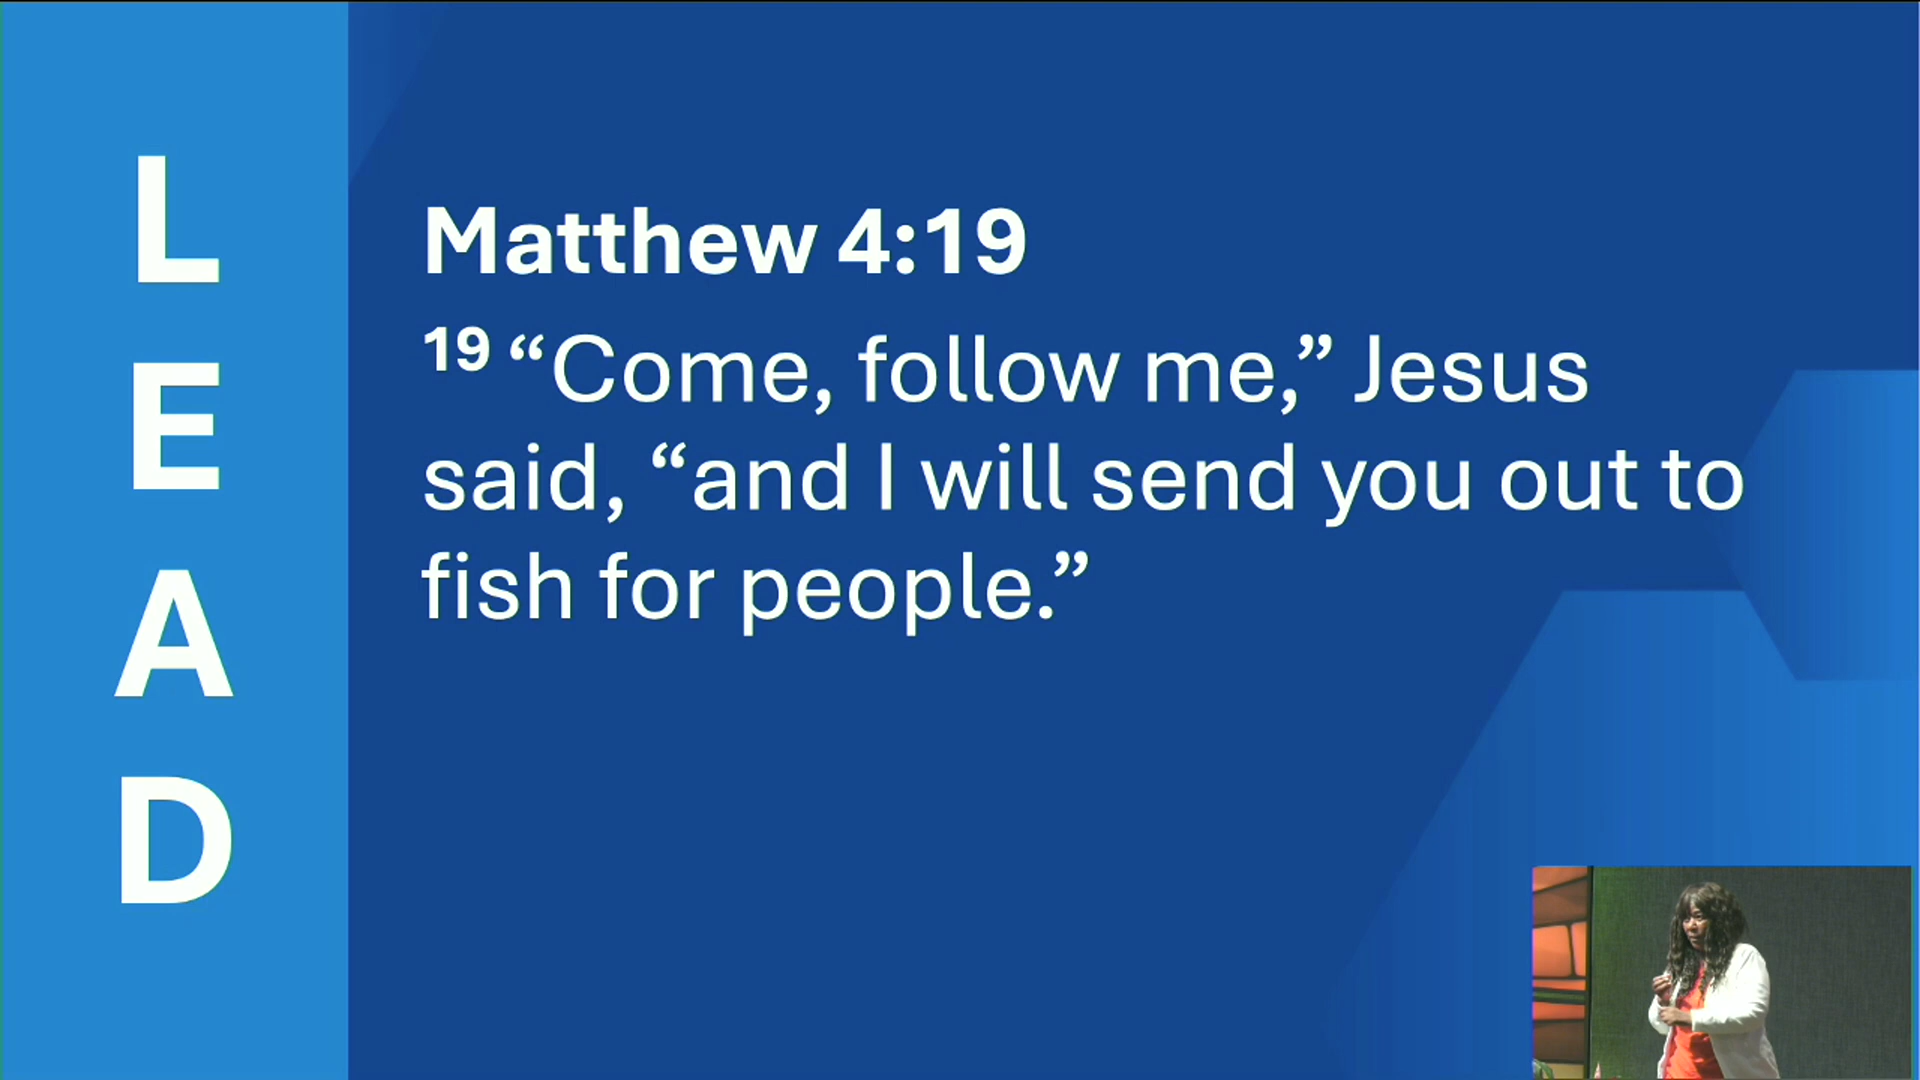 L
E
A
D
Matthew 4:19
19 “Come, follow me,” Jesus
said, “and I will send you out to
fish for people.”